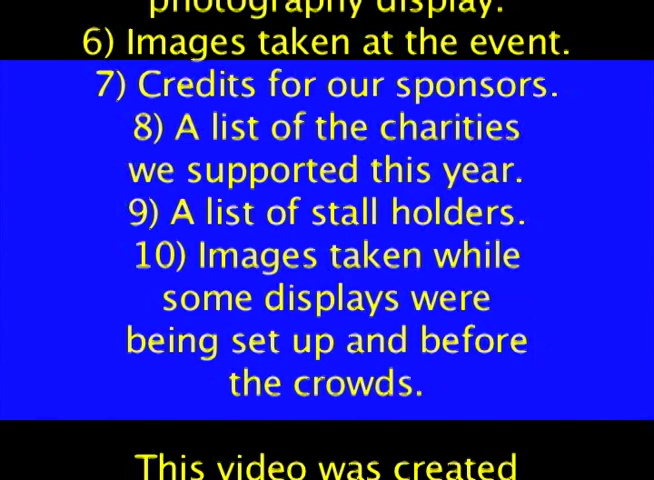 photography display.
6) Images taken at the event.
7) Credits for our sponsors.
8) A list of the charities
we supported this year.
9) A list of stall holders.
10) Images taken while
some displays were
being set up and before
the crowds.
This video was created